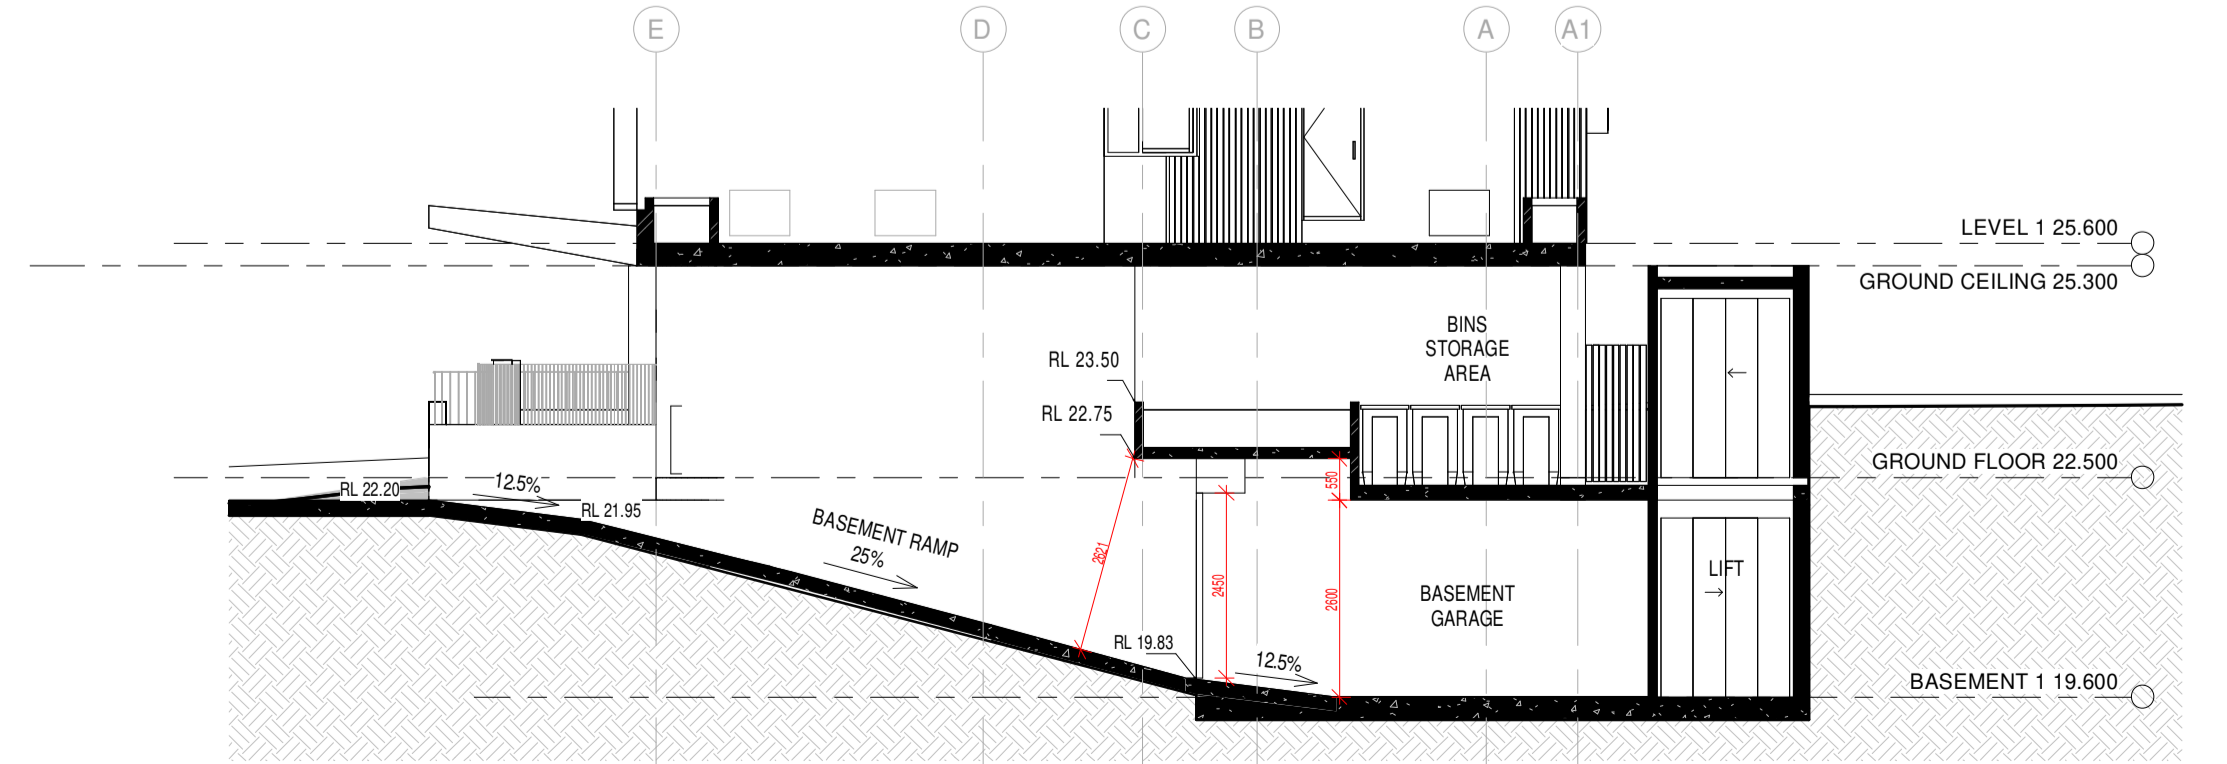 E
D
C
B
A
A1
LEVEL 1 25.600
GROUND CEILING 25.300
BINS
STORAGE
AREA
RL 23.50
RL 22.75
GROUND FLOOR 22.500
RL 22.20
12.5%
RL 21.95
550
BASEMENT RAMP
25%
2621
2450
2600
LIFT
BASEMENT
GARAGE
RL 19.83
12.5%
BASEMENT 1 19.600